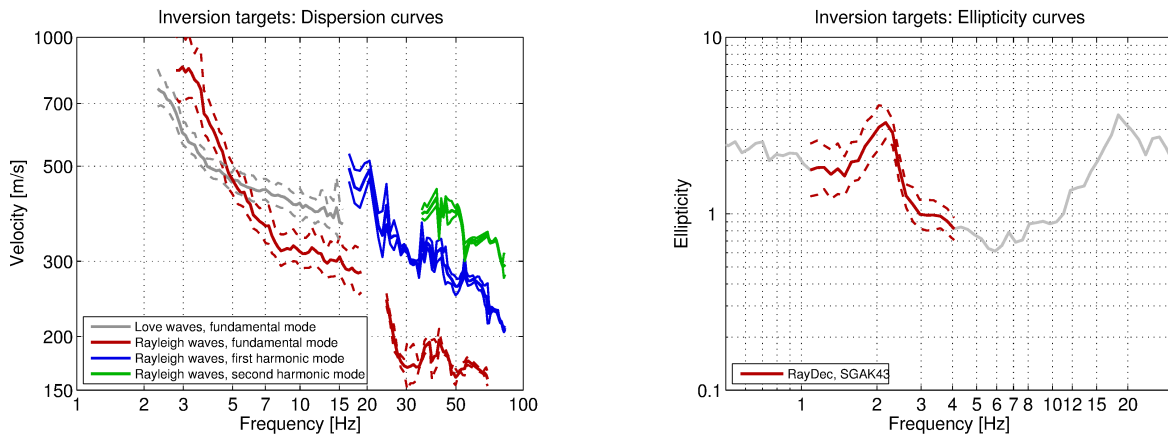 Inversion targets: Dispersion curves
1000
700
500
300
200
150
Velocity [m/s]
Love waves, fundamental mode
Rayleigh waves, fundamental mode
Rayleigh waves, first harmonic mode
Rayleigh waves, second harmonic mode
1 2 3 5 7 10 15 20 30 50 100
Frequency [Hz]
Inversion targets: Ellipticity curves
10
1
0.1
Ellipticity
RayDec, SGAK43
1 2 3 4 5 6 7 8 10 12 15 20
Frequency [Hz]